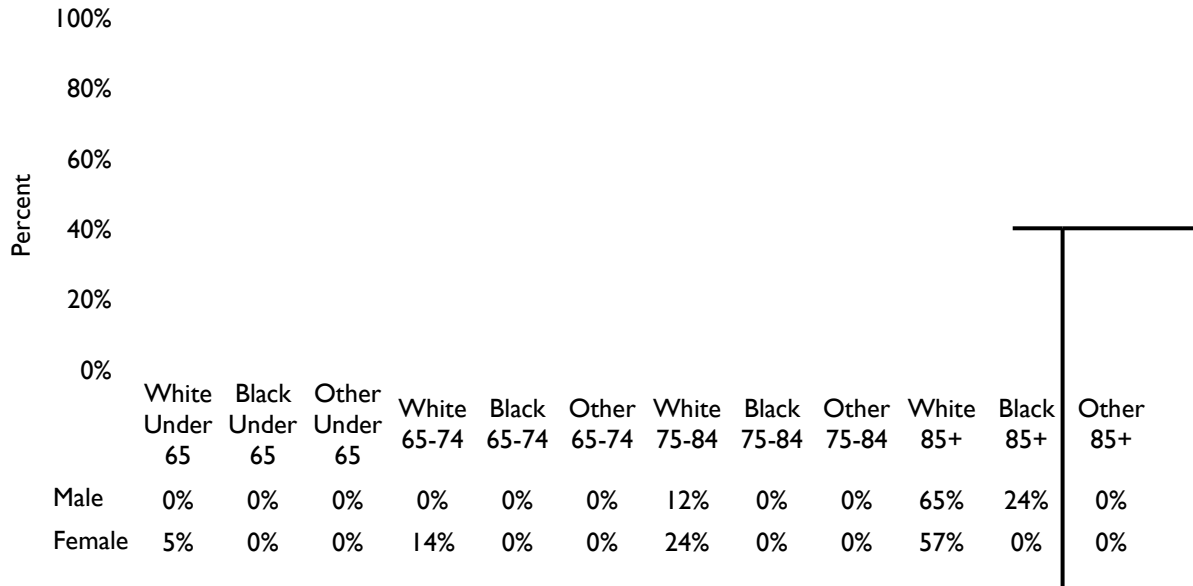 100%
80%
60%
40%
20%
0%
Percent
White Under 65 Black Under 65 Other Under 65 White 65-74 Black 65-74 Other 65-74 White 75-84 Black 75-84 Other 75-84 White 85+ Black 85+ Other 85+
Male 0% 0% 0% 0% 0% 0% 12% 0% 0% 65% 24% 0%
Female 5% 0% 0% 14% 0% 0% 24% 0% 0% 57% 0% 0%